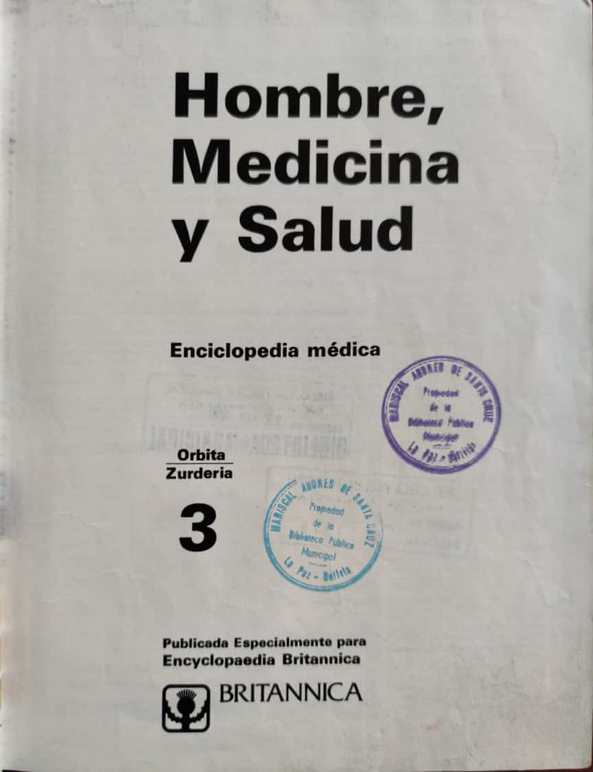 Hombre,
Medicina
y Salud
Enciclopedia médica
MARISCAL ANDRES DE SANTA CRUZ
Propiedad
de la
Biblioteca Pública
Municipal
La Paz - Bolivia
Orbita
Zurderia
3
MARISCAL ANDRES DE SANTA CRUZ
Propiedad
de la
Biblioteca Pública
Municipal
La Paz - Bolivia
Publicada Especialmente para
Encyclopaedia Britannica
BRITANNICA